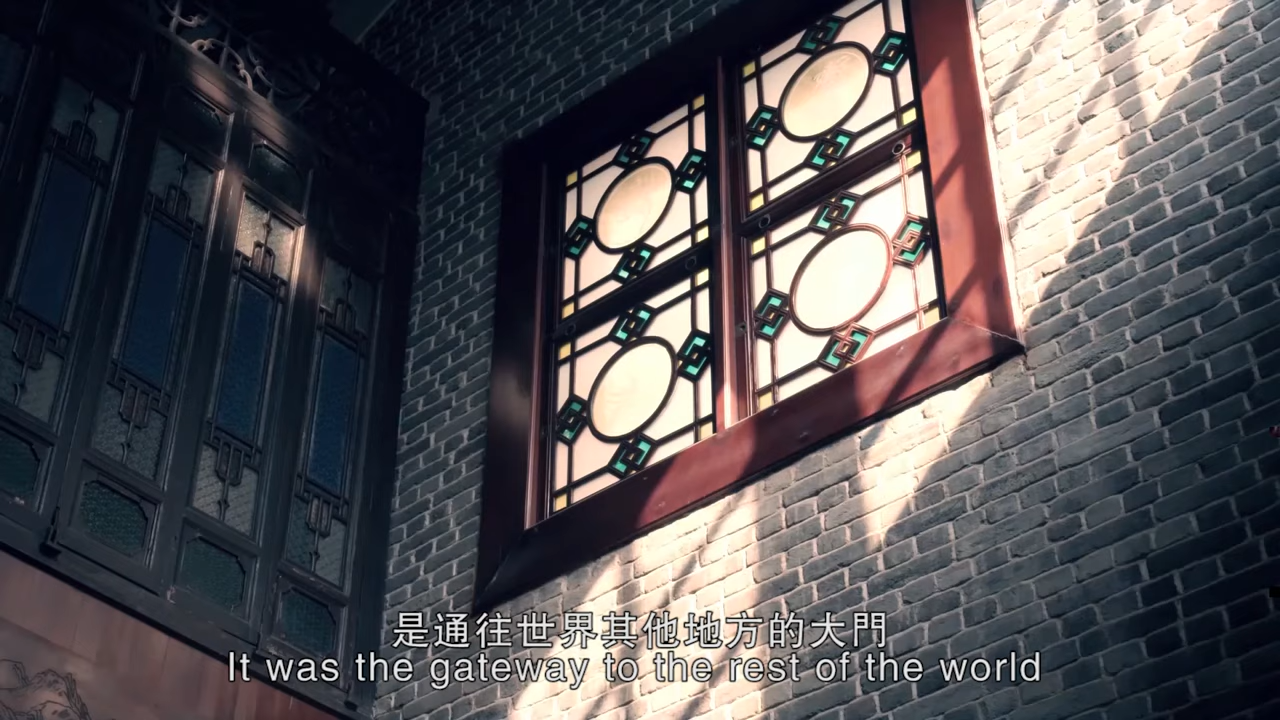 是通往世界其他地方的大門
It was the gateway to the rest of the world